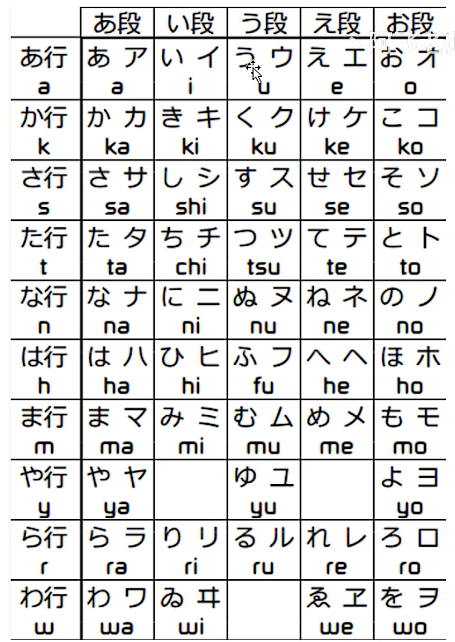 あ段 い段 う段 え段 お段
あ行 あ ア い イ う ウ え エ お オ
a a i u e o
か行 か カ き キ く ク け ケ こ コ
k ka ki ku ke ko
さ行 さ サ し シ す ス せ セ そ ソ
s sa shi su se so
た行 た タ ち チ つ ツ て テ と ト
t ta chi tsu te to
な行 な ナ に ニ ぬ ヌ ね ネ の ノ
n na ni nu ne no
は行 は ハ ひ ヒ ふ フ へ ヘ ほ ホ
h ha hi fu he ho
ま行 ま マ み ミ む ム め メ も モ
m ma mi mu me mo
や行 や ヤ ゆ ユ よ ヨ
y ya yu yo
ら行 ら ラ り リ る ル れ レ ろ ロ
r ra ri ru re ro
わ行 わ ワ ゐ ヰ ゑ ヱ を ヲ
w wa wi we wo